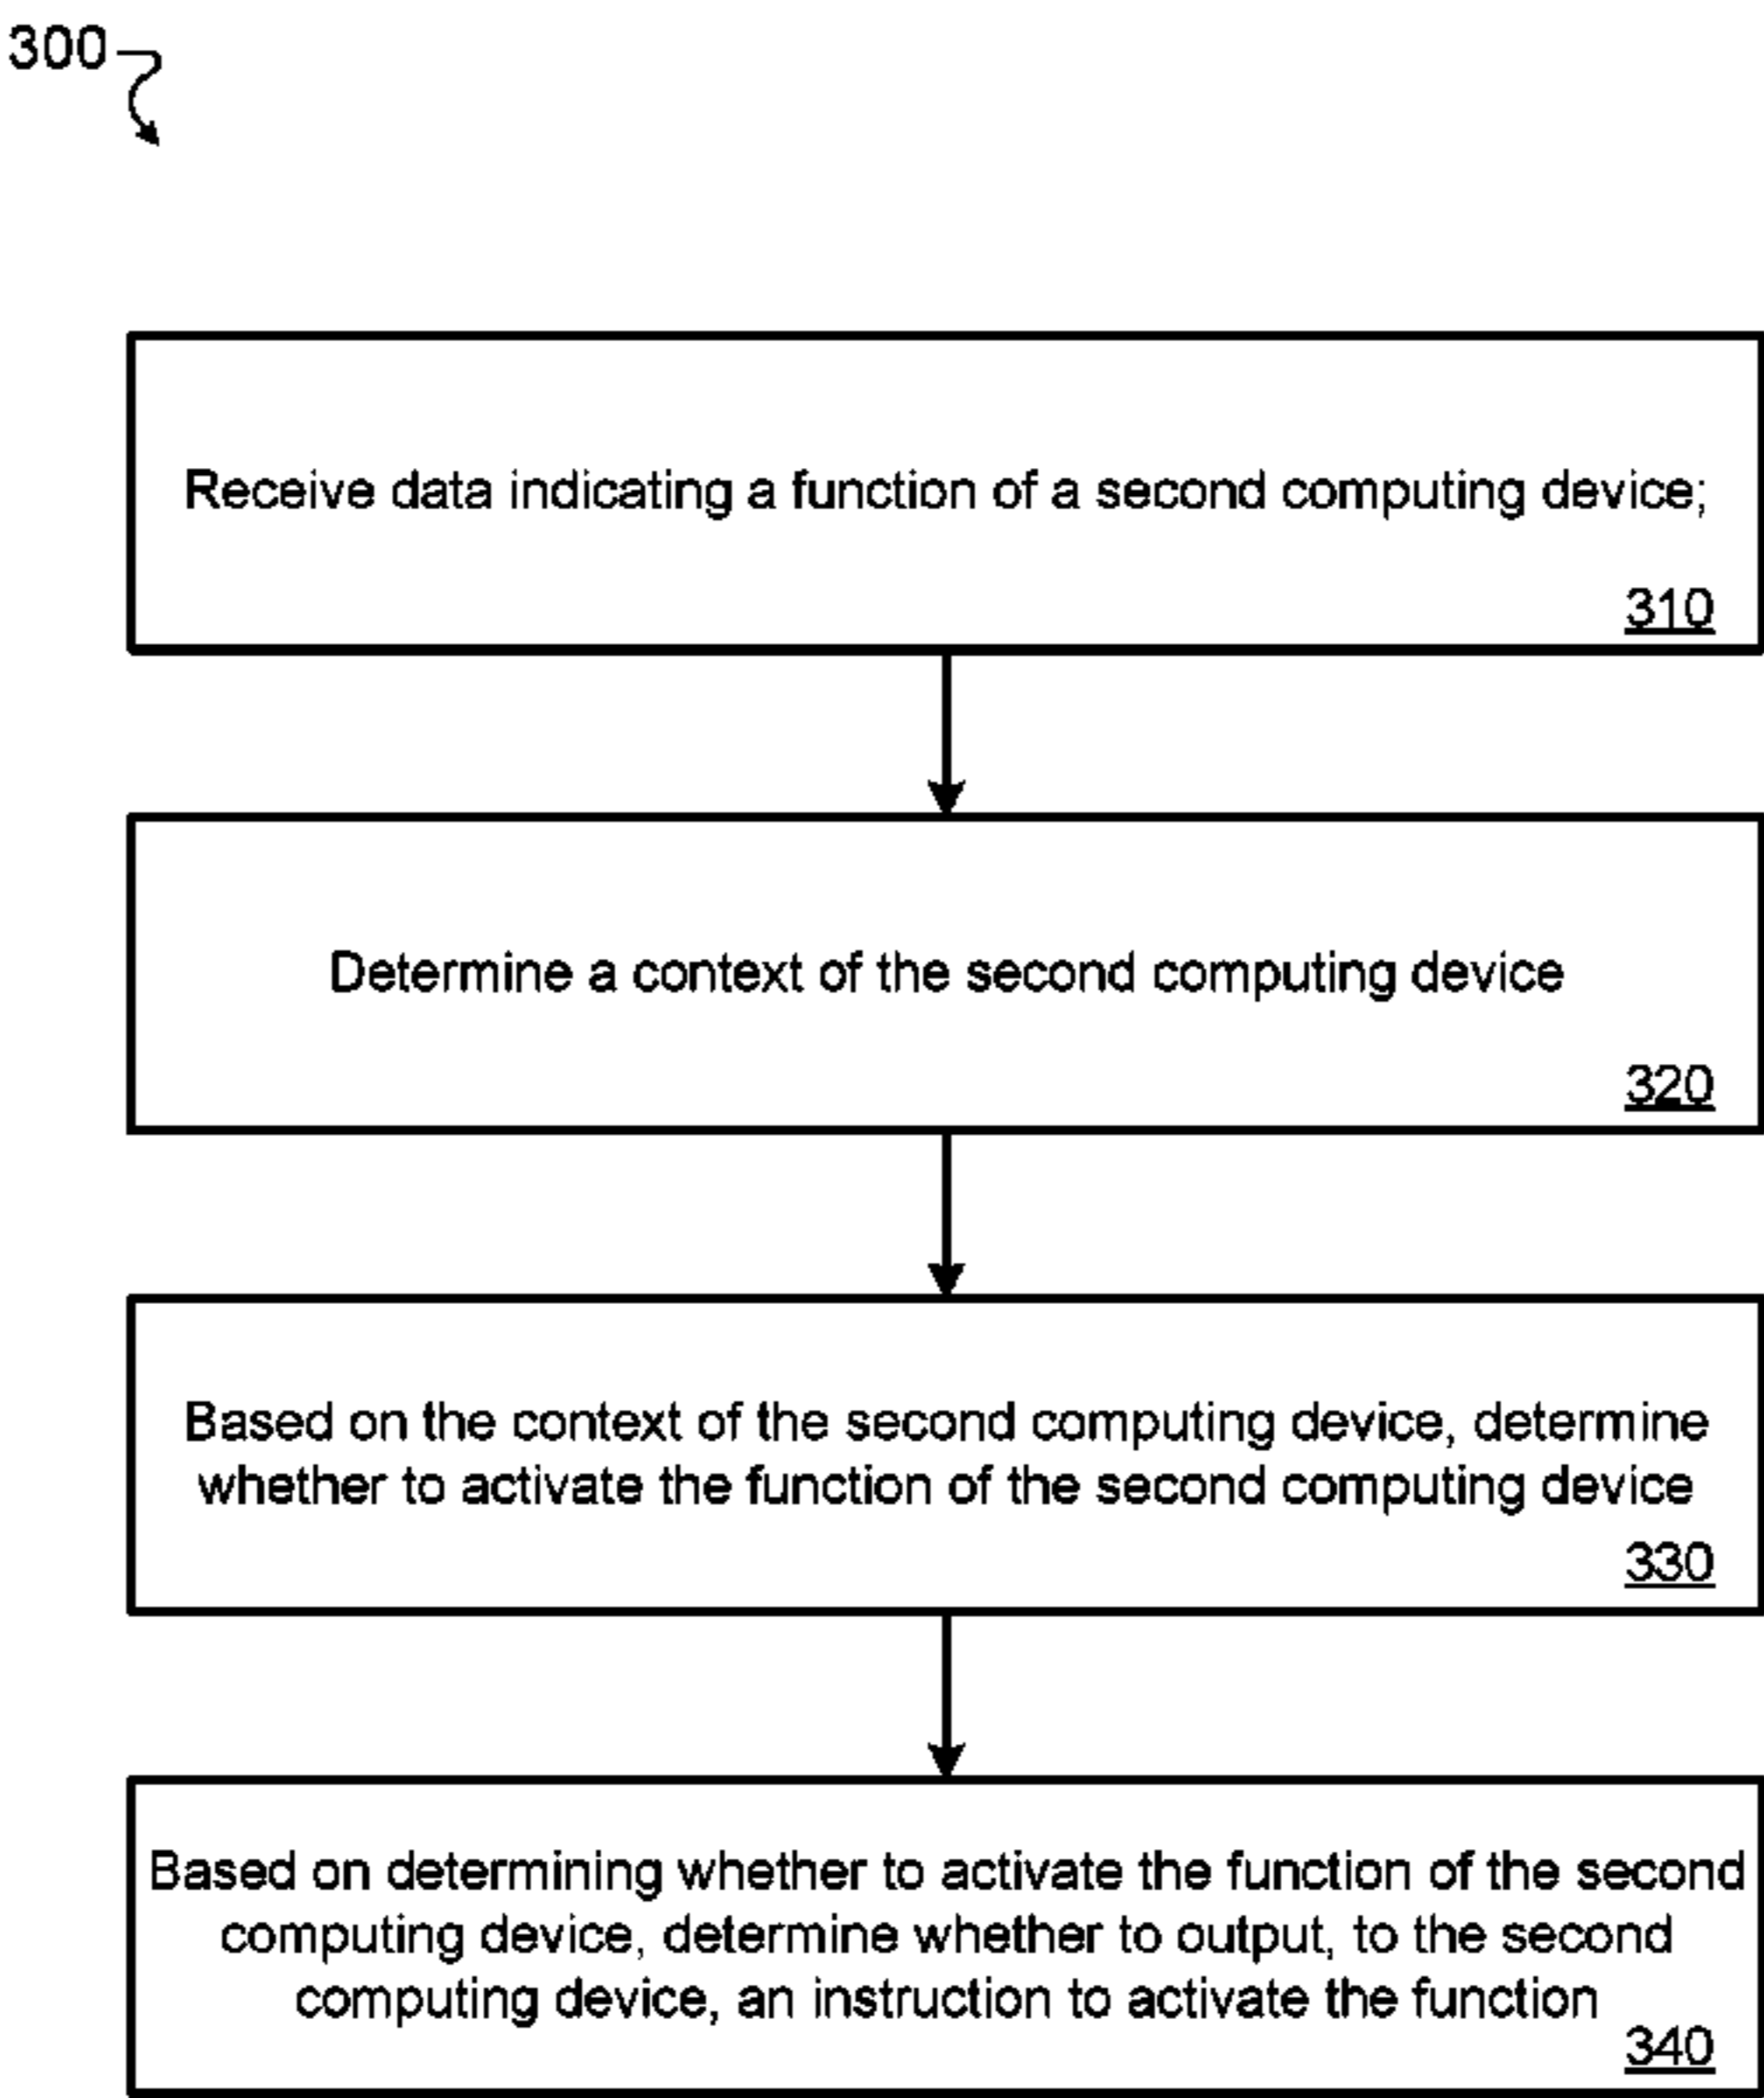 300
Receive data indicating a function of a second computing device;
310
Determine a context of the second computing device
320
Based on the context of the second computing device, determine
whether to activate the function of the second computing device
330
Based on determining whether to activate the function of the second
computing device, determine whether to output, to the second
computing device, an instruction to activate the function
340